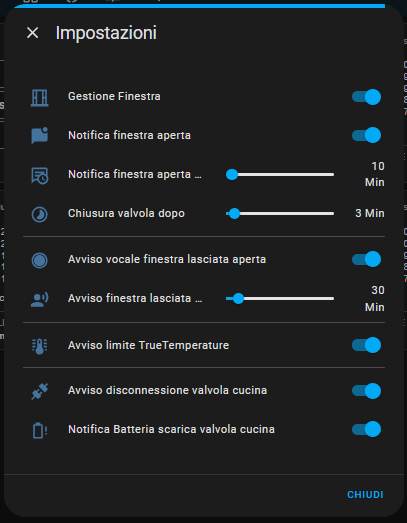 Impostazioni
Gestione Finestra
Notifica finestra aperta
Notifica finestra aperta ...
10
Min
Chiusura valvola dopo
3 Min
Avviso vocale finestra lasciata aperta
Avviso finestra lasciata ...
30
Min
Avviso limite TrueTemperature
Avviso disconnessione valvola cucina
Notifica Batteria scarica valvola cucina
CHIUDI